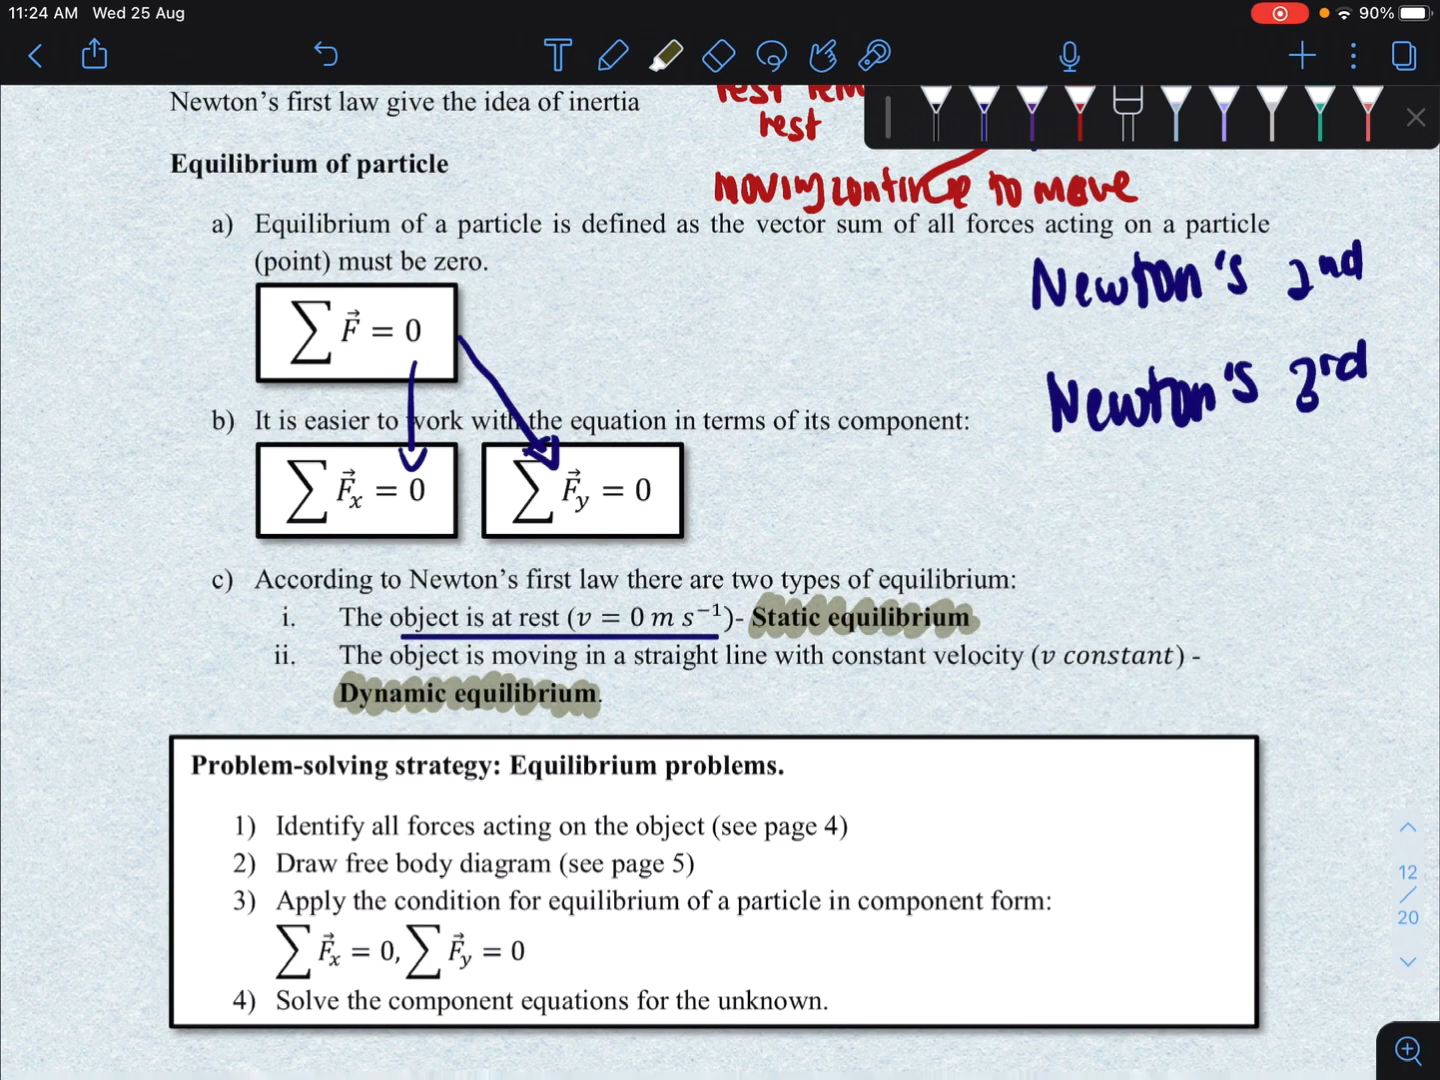 11:24 AM Wed 25 Aug
90%
Newton's first law give the idea of inertia
rest
Equilibrium of particle
moving continue to move
a) Equilibrium of a particle is defined as the vector sum of all forces acting on a particle
(point) must be zero.
Newton's 2nd
∑ F⃗ = 0
Newton's 3rd
b) It is easier to work with the equation in terms of its component:
∑ F⃗ₓ = 0 ∑ F⃗_y = 0
c) According to Newton's first law there are two types of equilibrium:
i. The object is at rest (v = 0 m s⁻¹)- Static equilibrium
ii. The object is moving in a straight line with constant velocity (v constant) -
Dynamic equilibrium.
Problem-solving strategy: Equilibrium problems.
1) Identify all forces acting on the object (see page 4)
2) Draw free body diagram (see page 5)
3) Apply the condition for equilibrium of a particle in component form:
∑ F⃗ₓ = 0, ∑ F⃗_y = 0
4) Solve the component equations for the unknown.
12
/
20